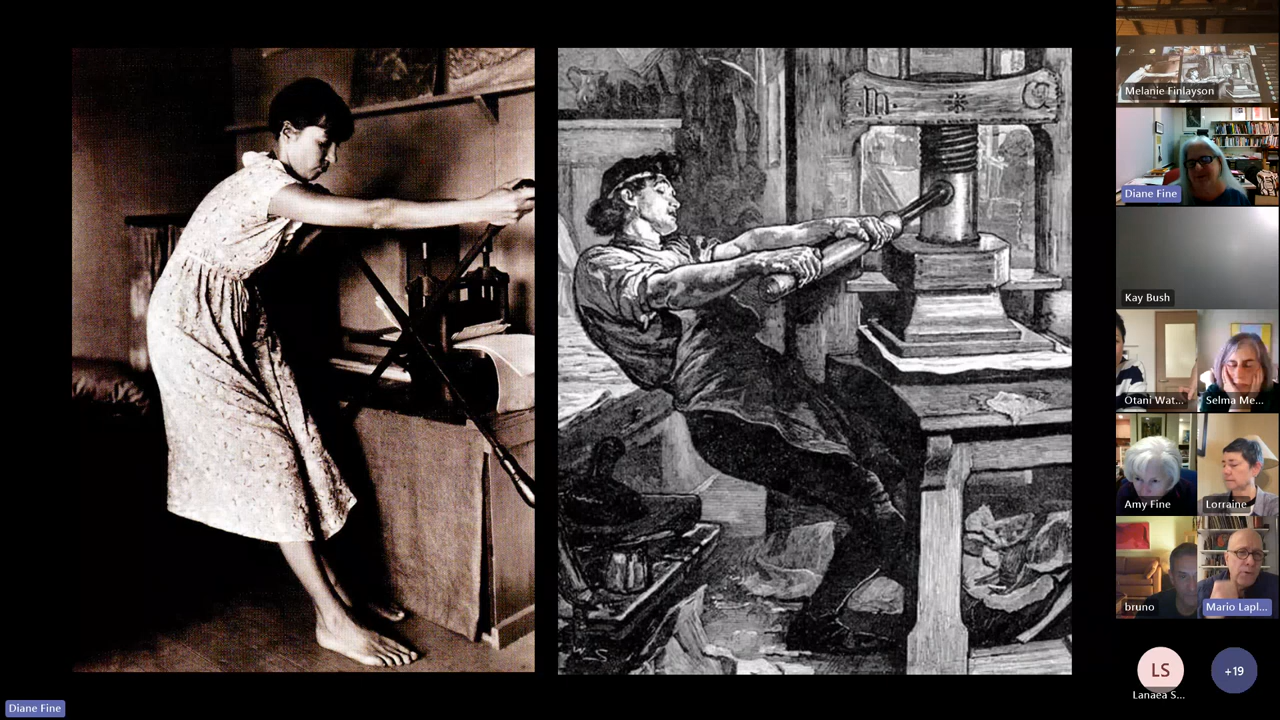 M
G
Melanie Finlayson
Diane Fine
Kay Bush
Otani Wat...
Selma Me...
Amy Fine
Lorraine
bruno
Mario Lapl...
LS
+19
Lanaea S...
Diane Fine